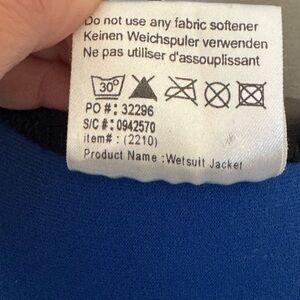 Do not use any fabric softener
Keinen Weichspuler verwenden
Ne pas utiliser d'assouplissant
30°
PO #: 32296
S/C #: 0942570
item#: (2210)
Product Name :Wetsuit Jacket